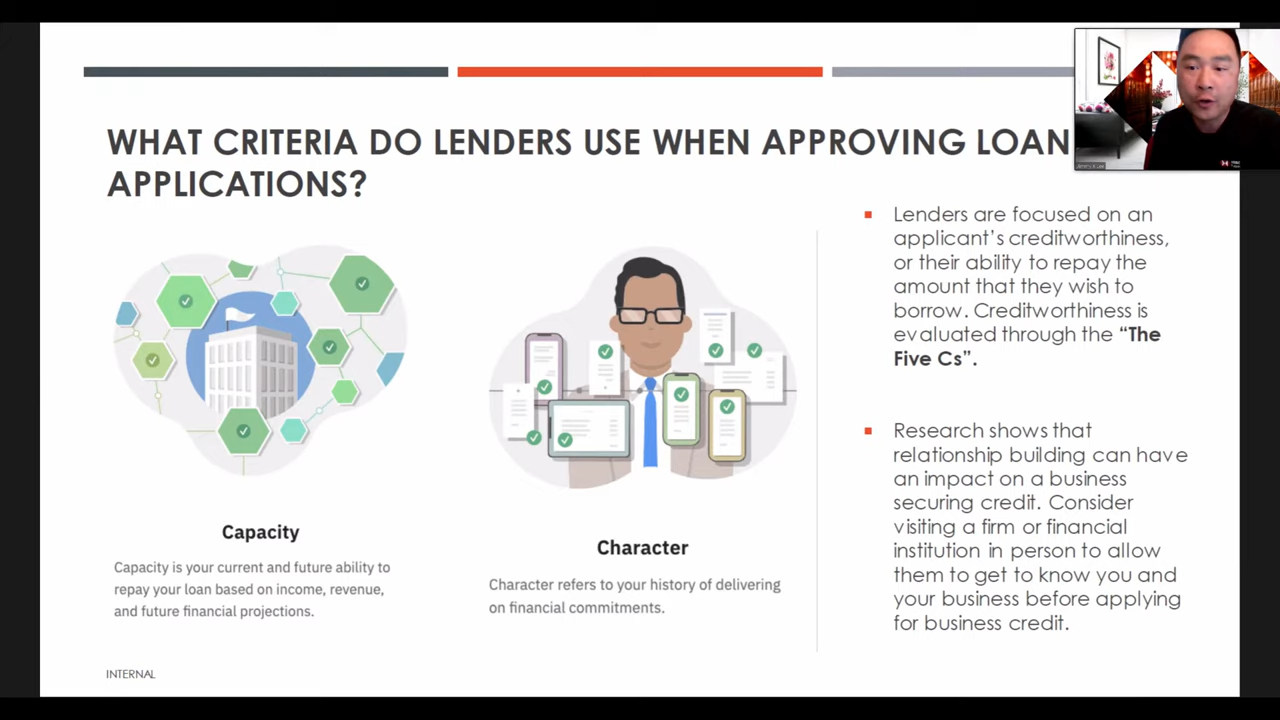 WHAT CRITERIA DO LENDERS USE WHEN APPROVING LOAN
APPLICATIONS?
Capacity
Capacity is your current and future ability to
repay your loan based on income, revenue,
and future financial projections.
Character
Character refers to your history of delivering
on financial commitments.
Lenders are focused on an
applicant's creditworthiness,
or their ability to repay the
amount that they wish to
borrow. Creditworthiness is
evaluated through the “The
Five Cs”.
Research shows that
relationship building can have
an impact on a business
securing credit. Consider
visiting a firm or financial
institution in person to allow
them to get to know you and
your business before applying
for business credit.
INTERNAL